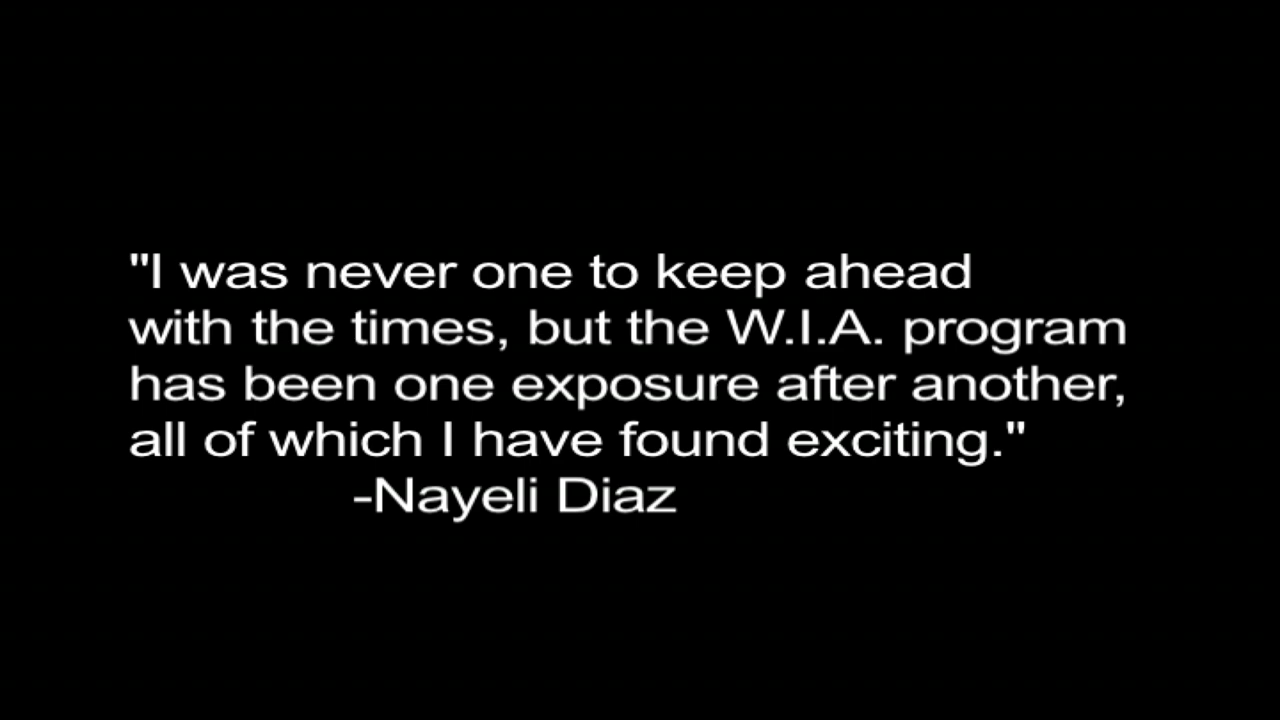 "I was never one to keep ahead
with the times, but the W.I.A. program
has been one exposure after another,
all of which I have found exciting."
-Nayeli Diaz